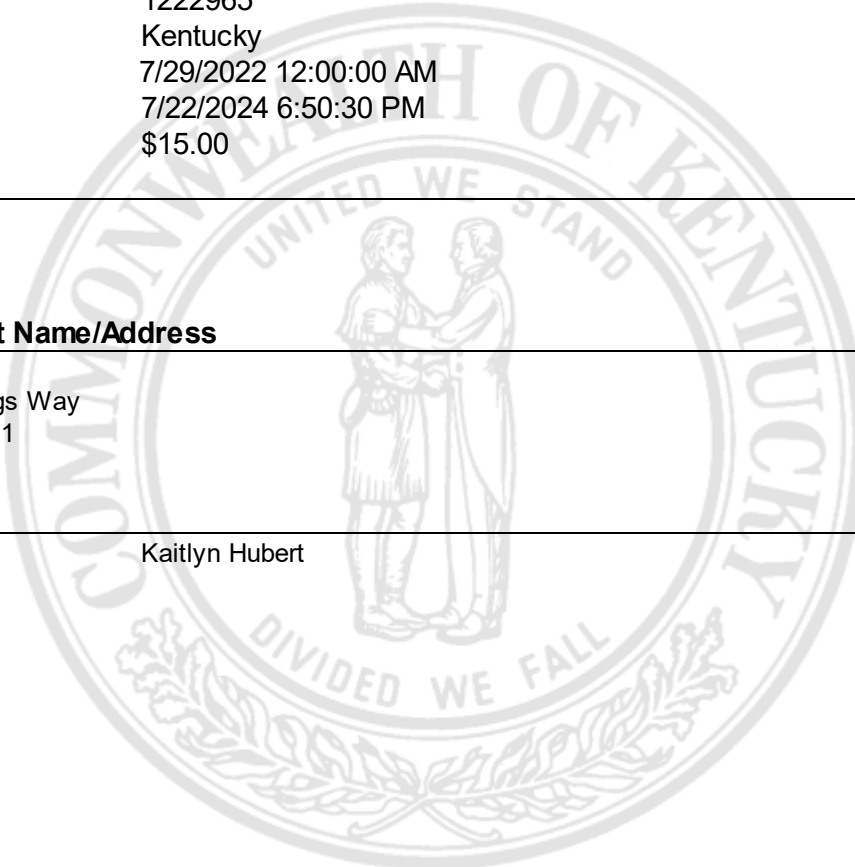 1222965
Kentucky
7/29/2022 12:00:00 AM
7/22/2024 6:50:30 PM
$15.00
COMMONWEALTH OF KENTUCKY
UNITED WE STAND
t Name/Address
gs Way
1
Kaitlyn Hubert
DIVIDED WE FALL